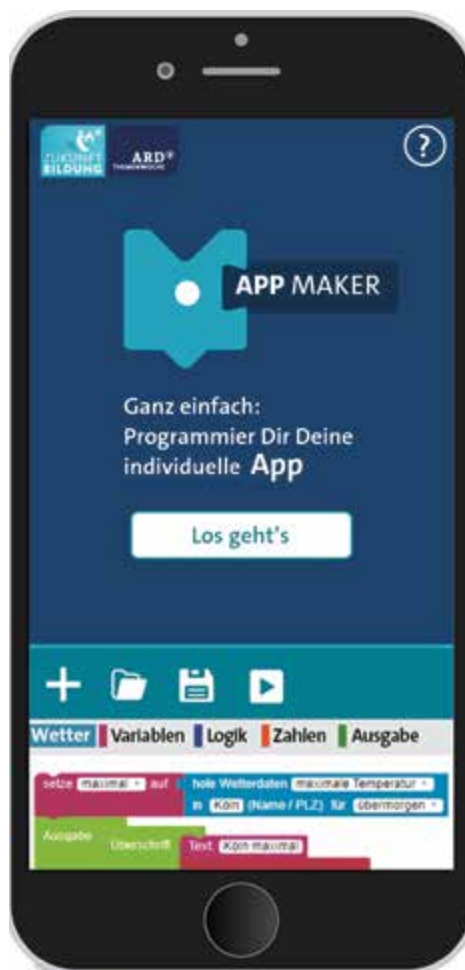 ZUKUNFT
BILDUNG
ARD®
THEMENWOCHE
?
APP MAKER
Ganz einfach:
Programmier Dir Deine
individuelle App
Los geht's
Wetter Variablen Logik Zahlen Ausgabe
setze maximal auf hole Wetterdaten maximale Temperatur
in Köln (Name / PLZ) für übermorgen
Ausgabe Überschrift Text Köln maximal